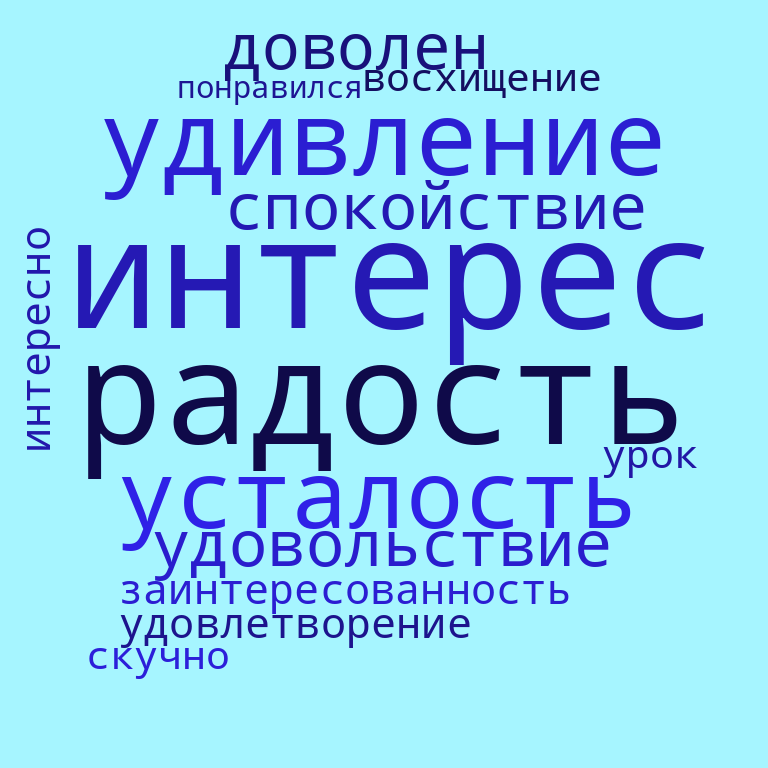 доволен
восхищение
понравился
удивление
спокойствие
интерес
интересно
радость
урок
усталость
удовольствие
заинтересованность
удовлетворение
скучно